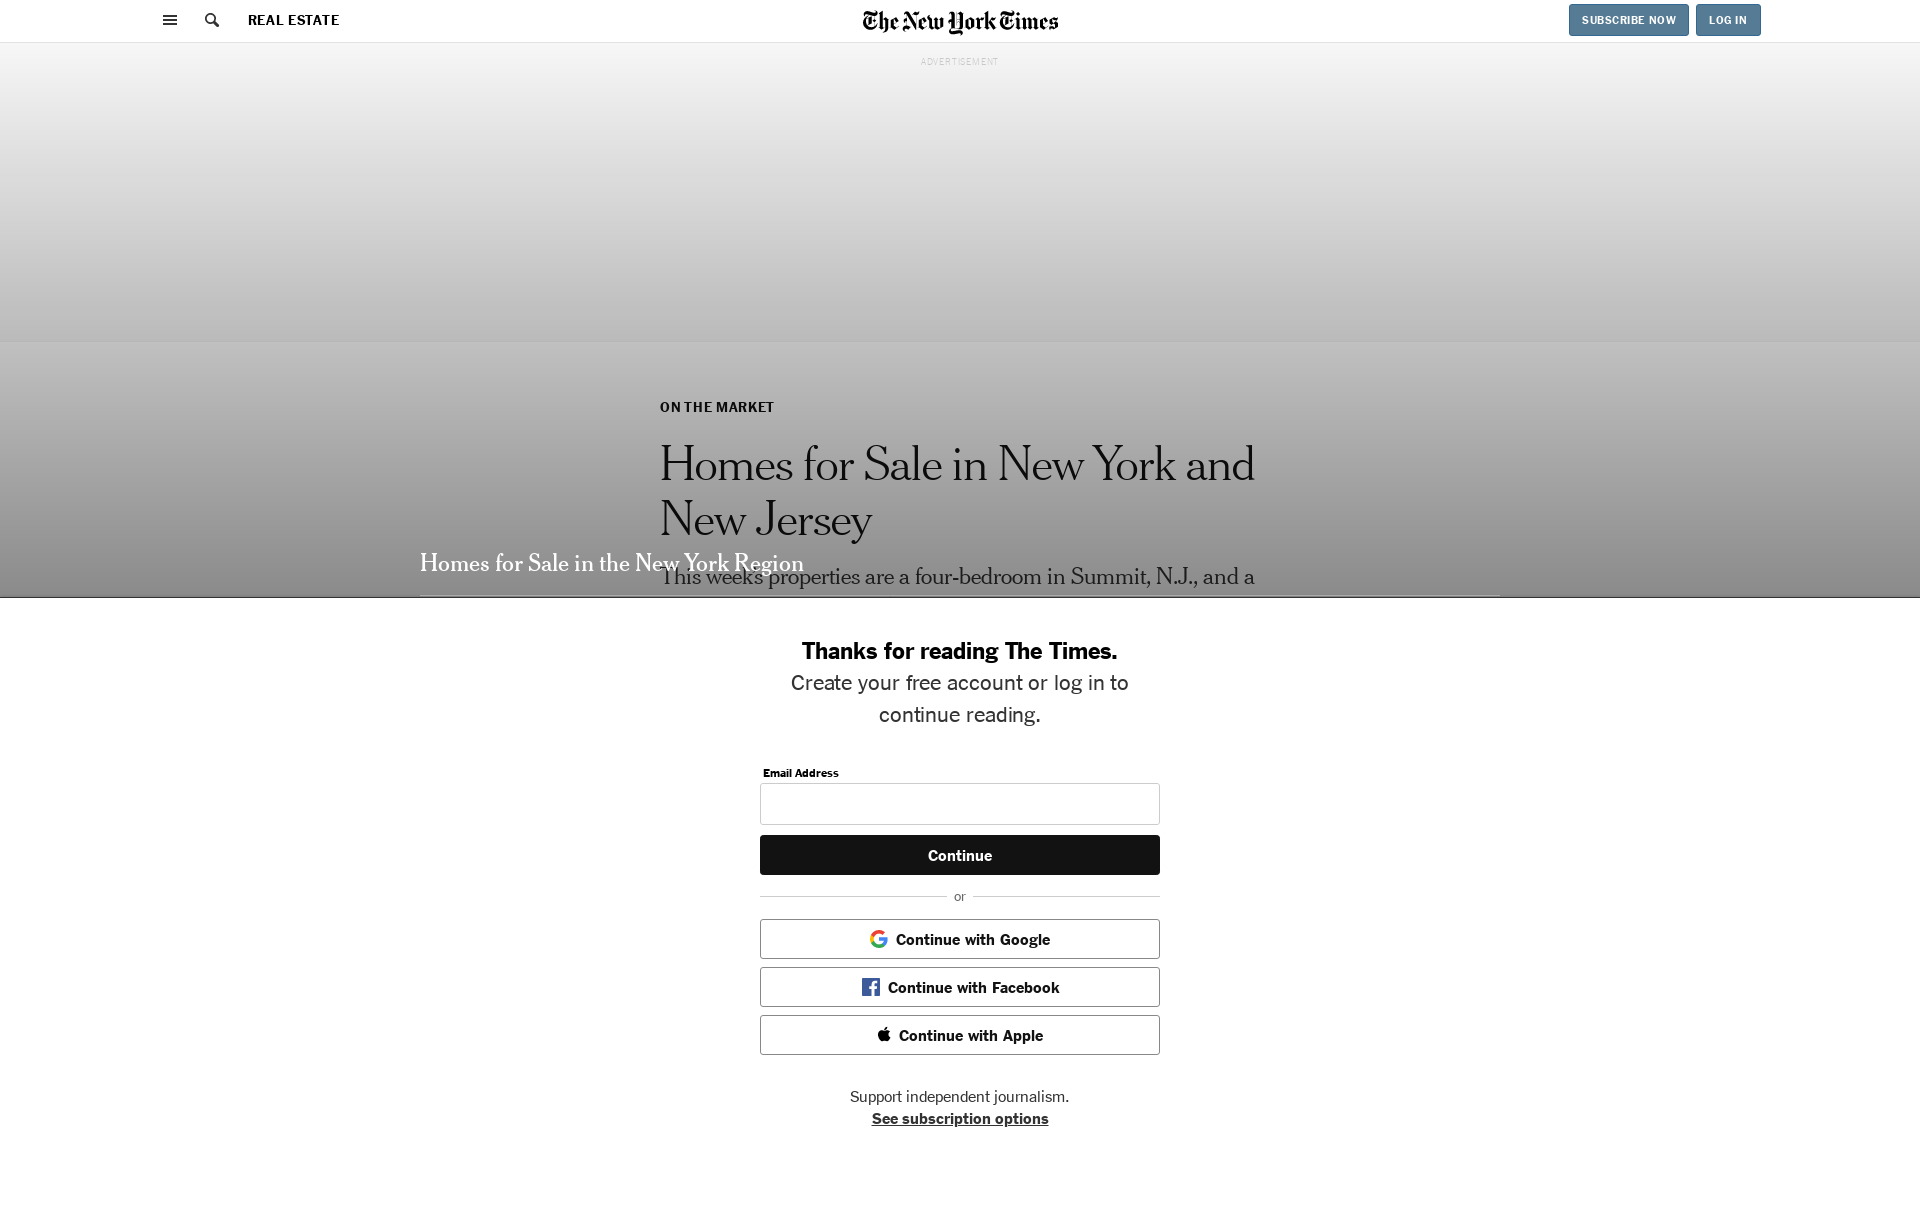 REAL ESTATE
The New York Times
SUBSCRIBE NOW
LOG IN
ADVERTISEMENT
ON THE MARKET
Homes for Sale in New York and
New Jersey
Homes for Sale in the New York Region
This week's properties are a four-bedroom in Summit, N.J., and a
Thanks for reading The Times.
Create your free account or log in to
continue reading.
Email Address
Continue
or
Continue with Google
Continue with Facebook
Continue with Apple
Support independent journalism.
See subscription options